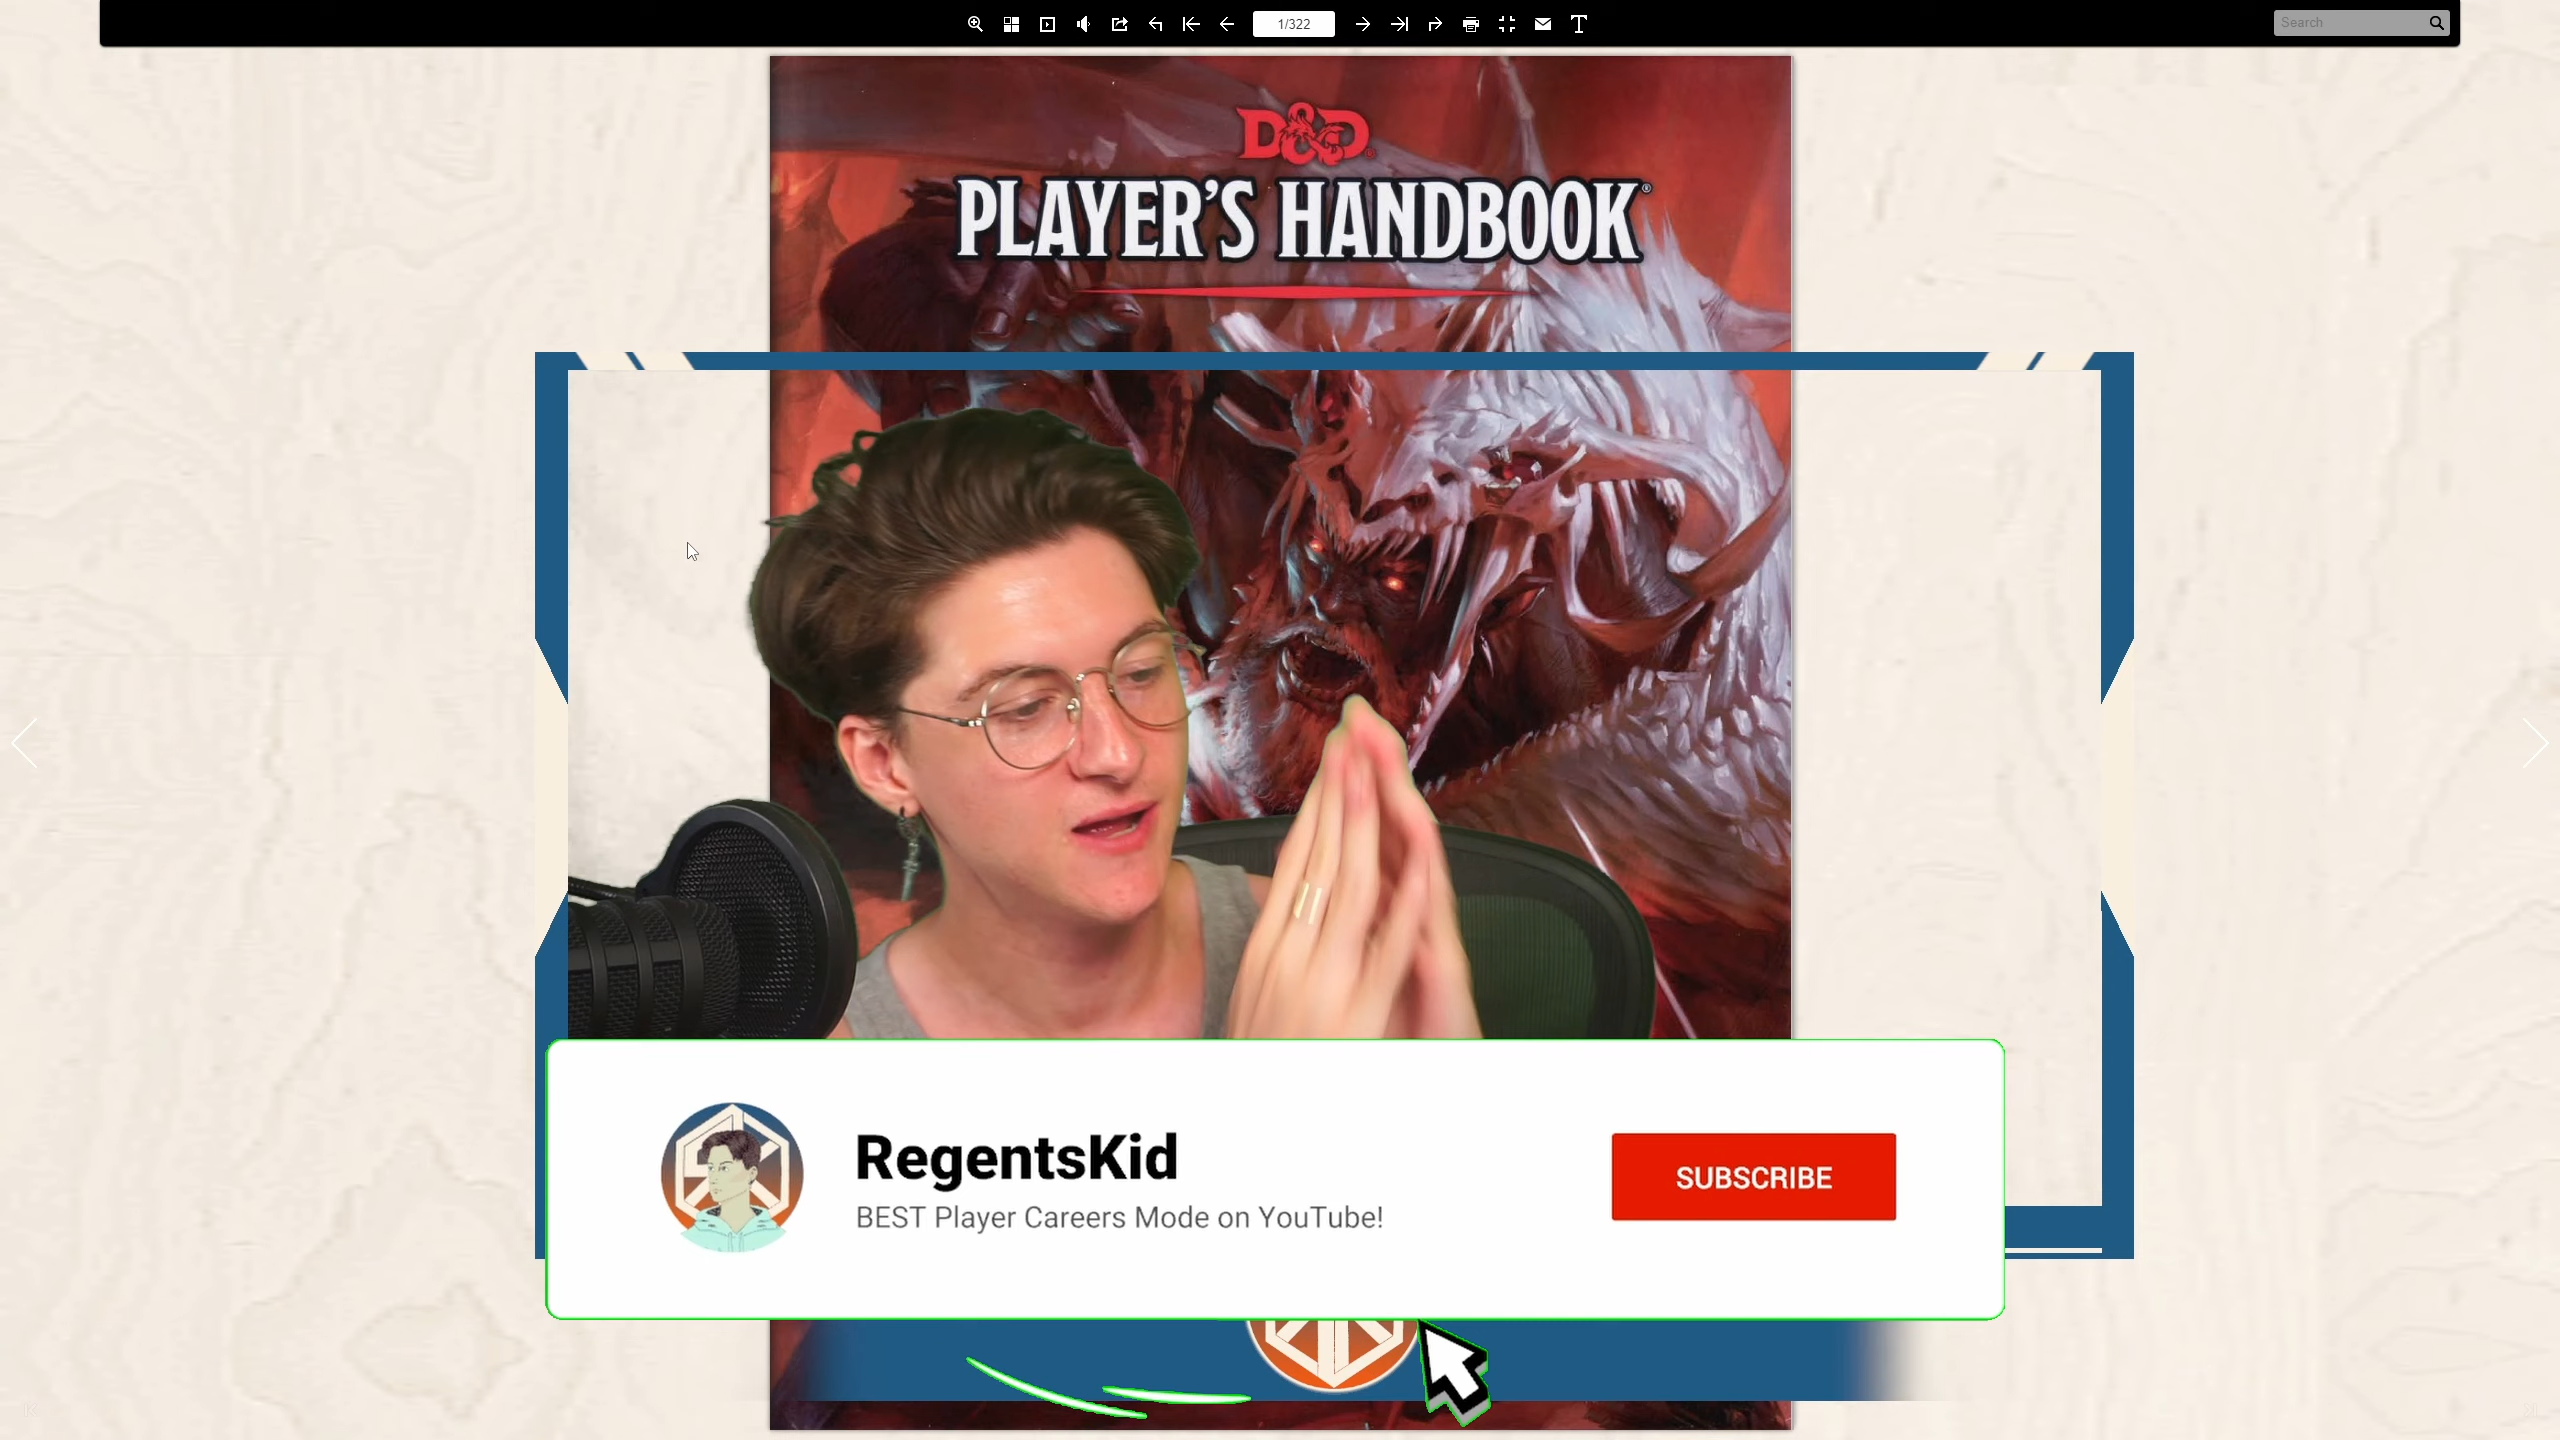 1/322
Search
D&D
PLAYER'S HANDBOOK®
RegentsKid
BEST Player Careers Mode on YouTube!
SUBSCRIBE